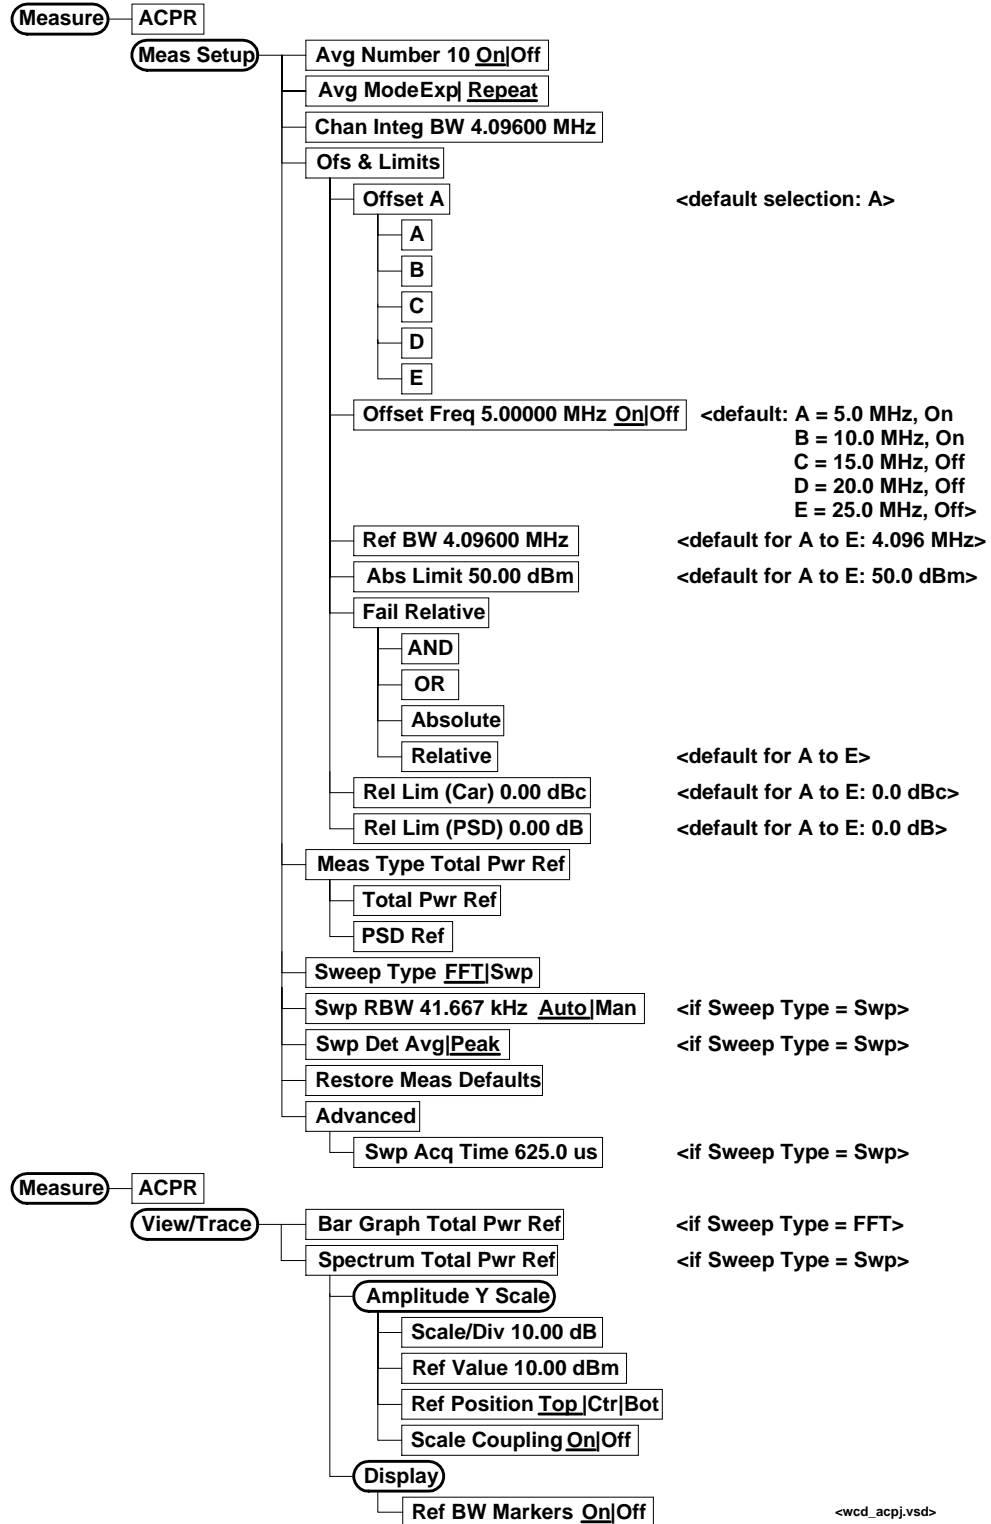 Measure ACPR
Meas Setup Avg Number 10 On|Off
Avg ModeExp| Repeat
Chan Integ BW 4.09600 MHz
Ofs & Limits
Offset A <default selection: A>
A
B
C
D
E
Offset Freq 5.00000 MHz On|Off <default: A = 5.0 MHz, On
B = 10.0 MHz, On
C = 15.0 MHz, Off
D = 20.0 MHz, Off
E = 25.0 MHz, Off>
Ref BW 4.09600 MHz <default for A to E: 4.096 MHz>
Abs Limit 50.00 dBm <default for A to E: 50.0 dBm>
Fail Relative
AND
OR
Absolute
Relative <default for A to E>
Rel Lim (Car) 0.00 dBc <default for A to E: 0.0 dBc>
Rel Lim (PSD) 0.00 dB <default for A to E: 0.0 dB>
Meas Type Total Pwr Ref
Total Pwr Ref
PSD Ref
Sweep Type FFT|Swp
Swp RBW 41.667 kHz Auto|Man <if Sweep Type = Swp>
Swp Det Avg|Peak <if Sweep Type = Swp>
Restore Meas Defaults
Advanced
Swp Acq Time 625.0 us <if Sweep Type = Swp>
Measure ACPR
View/Trace Bar Graph Total Pwr Ref <if Sweep Type = FFT>
Spectrum Total Pwr Ref <if Sweep Type = Swp>
Amplitude Y Scale
Scale/Div 10.00 dB
Ref Value 10.00 dBm
Ref Position Top |Ctr|Bot
Scale Coupling On|Off
Display
Ref BW Markers On|Off <wcd_acpj.vsd>